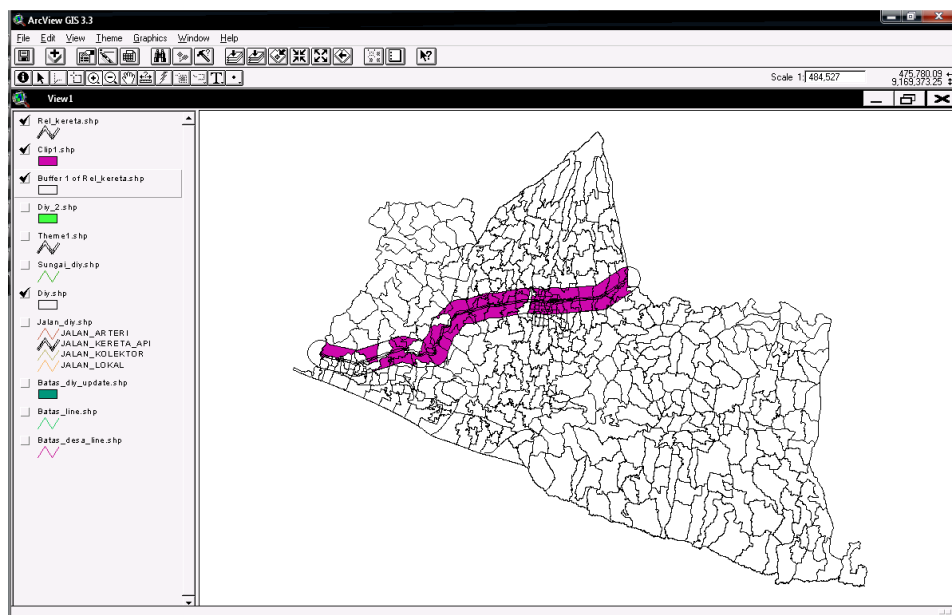 ArcView GIS 3.3
File Edit View Theme Graphics Window Help
Scale 1: 484,527
475,780.09
9,169,373.25
View1
Rel_kereta.shp
Clip1.shp
Buffer 1 of Rel_kereta.shp
Diy_2.shp
Theme1.shp
Sungai_diy.shp
Diy.shp
Jalan_diy.shp
JALAN_ARTERI
JALAN_KERETA_API
JALAN_KOLEKTOR
JALAN_LOKAL
Batas_diy_update.shp
Batas_line.shp
Batas_desa_line.shp